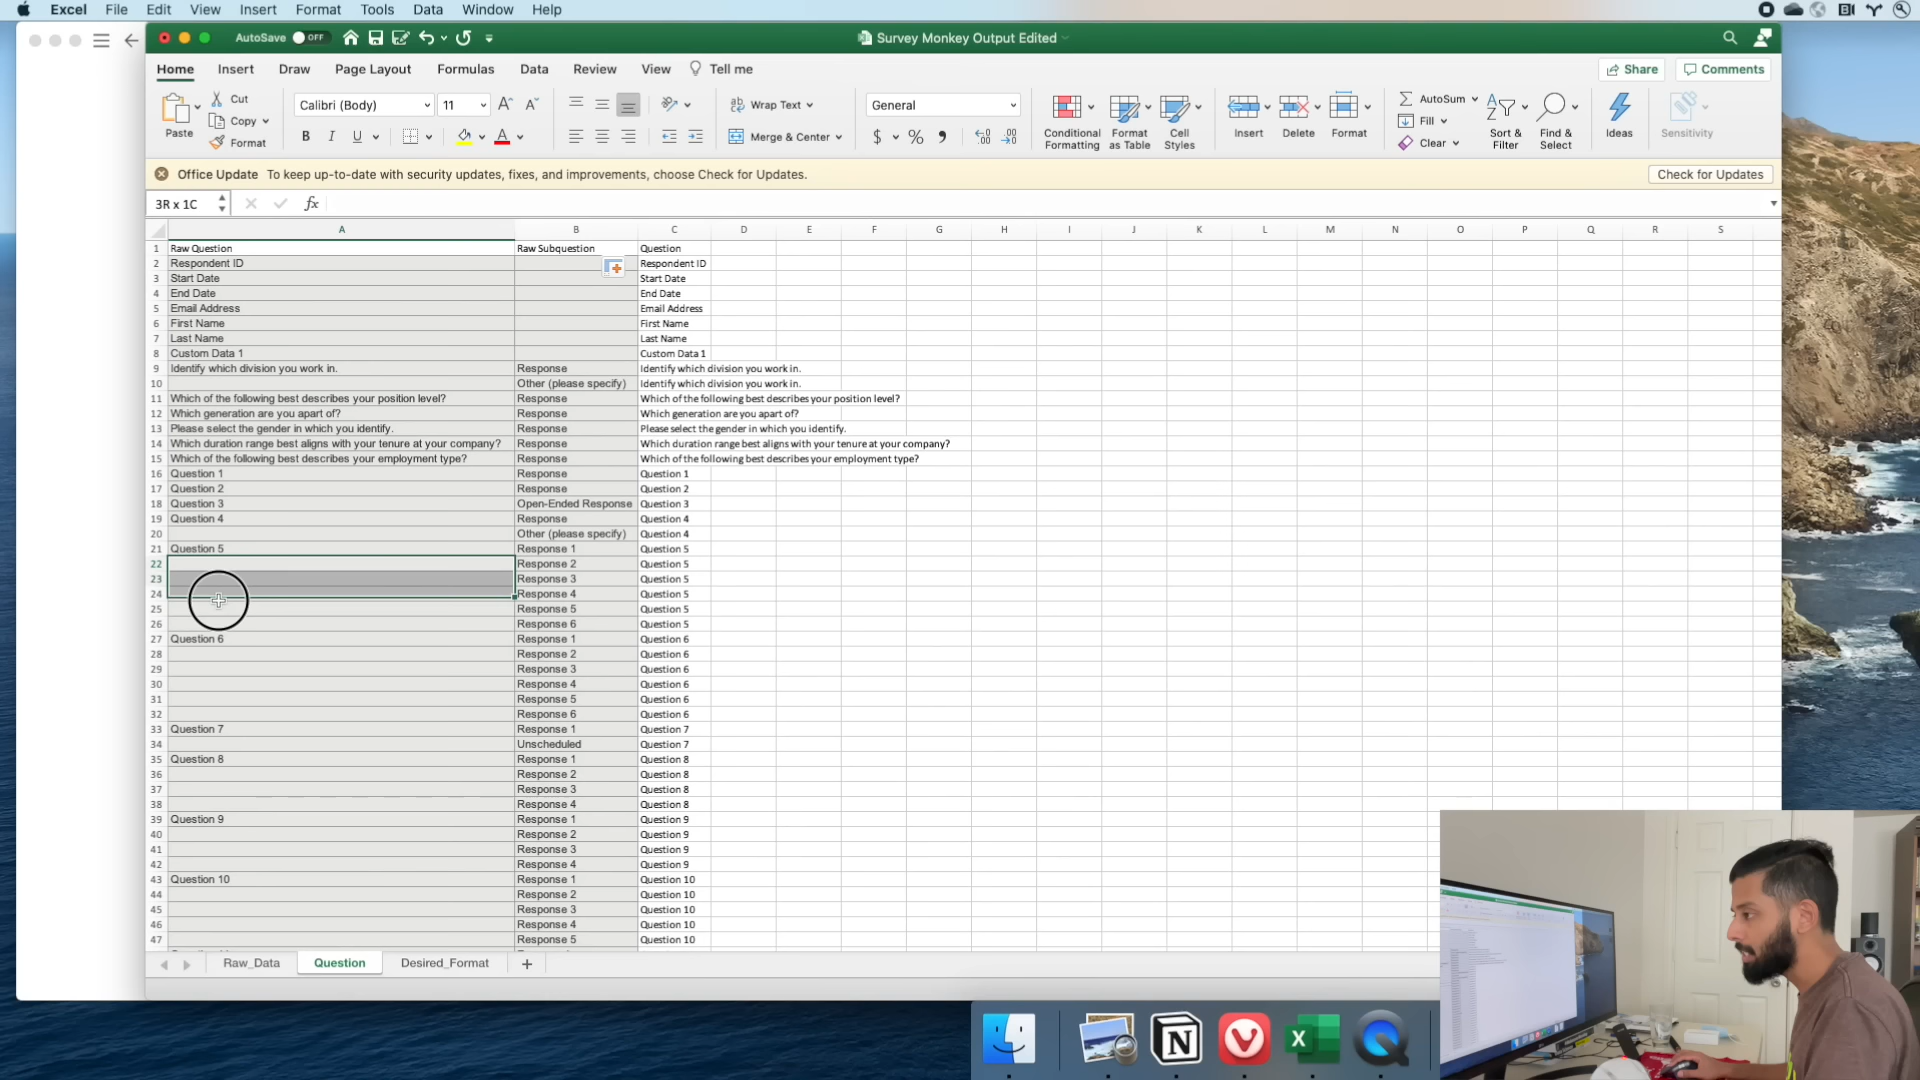 Excel File Edit View Insert Format Tools Data Window Help
AutoSave OFF Survey Monkey Output Edited
Home Insert Draw Page Layout Formulas Data Review View Tell me Share Comments
Paste Cut Copy Format
Calibri (Body) 11
B I U A
Wrap Text
Merge & Center
General
$ %
Conditional Formatting
Format as Table
Cell Styles
Insert Delete Format
AutoSum
Fill
Clear
Sort & Filter
Find & Select
Ideas
Sensitivity
Office Update To keep up-to-date with security updates, fixes, and improvements, choose Check for Updates. Check for Updates
3R x 1C fx
A B C D E F G H I J K L M N O P Q R S
1 Raw Question Raw Subquestion Question
2 Respondent ID Respondent ID
3 Start Date Start Date
4 End Date End Date
5 Email Address Email Address
6 First Name First Name
7 Last Name Last Name
8 Custom Data 1 Custom Data 1
9 Identify which division you work in. Response Identify which division you work in.
10 Other (please specify) Identify which division you work in.
11 Which of the following best describes your position level? Response Which of the following best describes your position level?
12 Which generation are you apart of? Response Which generation are you apart of?
13 Please select the gender in which you identify. Response Please select the gender in which you identify.
14 Which duration range best aligns with your tenure at your company? Response Which duration range best aligns with your tenure at your company?
15 Which of the following best describes your employment type? Response Which of the following best describes your employment type?
16 Question 1 Response Question 1
17 Question 2 Response Question 2
18 Question 3 Open-Ended Response Question 3
19 Question 4 Response Question 4
20 Other (please specify) Question 4
21 Question 5 Response 1 Question 5
22 Response 2 Question 5
23 Response 3 Question 5
24 Response 4 Question 5
25 Response 5 Question 5
26 Response 6 Question 5
27 Question 6 Response 1 Question 6
28 Response 2 Question 6
29 Response 3 Question 6
30 Response 4 Question 6
31 Response 5 Question 6
32 Response 6 Question 6
33 Question 7 Response 1 Question 7
34 Unscheduled Question 7
35 Question 8 Response 1 Question 8
36 Response 2 Question 8
37 Response 3 Question 8
38 Response 4 Question 8
39 Question 9 Response 1 Question 9
40 Response 2 Question 9
41 Response 3 Question 9
42 Response 4 Question 9
43 Question 10 Response 1 Question 10
44 Response 2 Question 10
45 Response 3 Question 10
46 Response 4 Question 10
47 Response 5 Question 10
Raw_Data Question Desired_Format